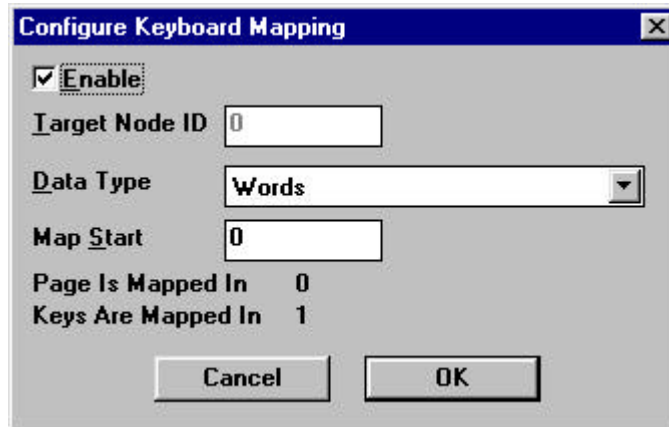 Configure Keyboard Mapping
Enable
Target Node ID 0
Data Type Words
Map Start 0
Page Is Mapped In 0
Keys Are Mapped In 1
Cancel OK